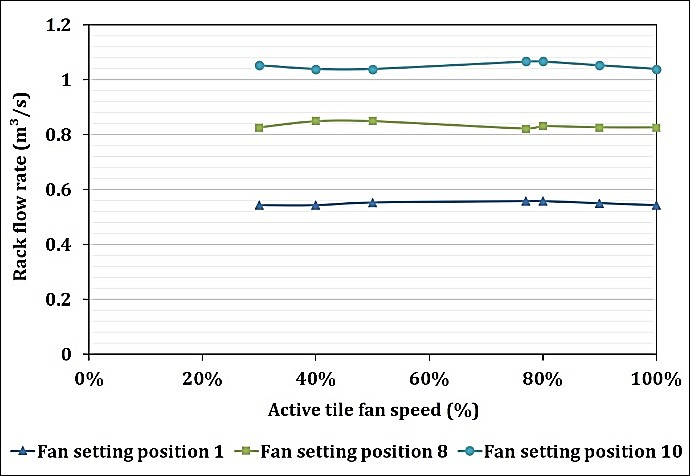 1.2
1
0.8
0.6
0.4
0.2
0
Rack flow rate (m³/s)
0% 20% 40% 60% 80% 100%
Active tile fan speed (%)
Fan setting position 1 Fan setting position 8 Fan setting position 10